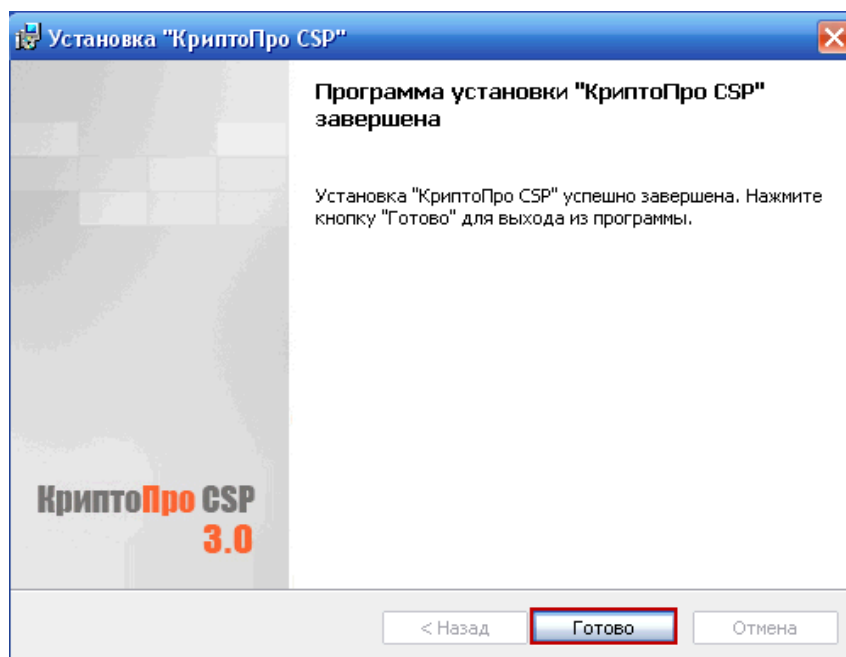 Установка "КриптоПро CSP"
Программа установки "КриптоПро CSP"
завершена
Установка "КриптоПро CSP" успешно завершена. Нажмите
кнопку "Готово" для выхода из программы.
КриптоПро CSP
3.0
< Назад
Готово
Отмена